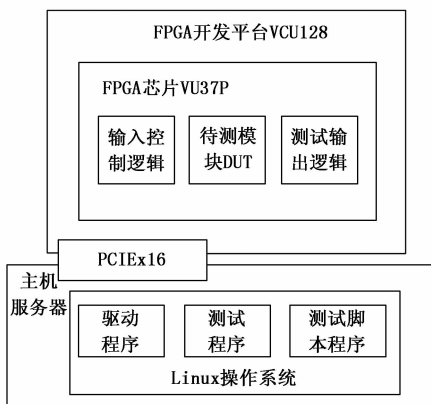 FPGA开发平台VCU128
FPGA芯片VU37P
输入控
制逻辑
待测模
块DUT
测试输
出逻辑
PCIEx16
主机
服务器
驱动
程序
测试
程序
测试脚
本程序
Linux操作系统